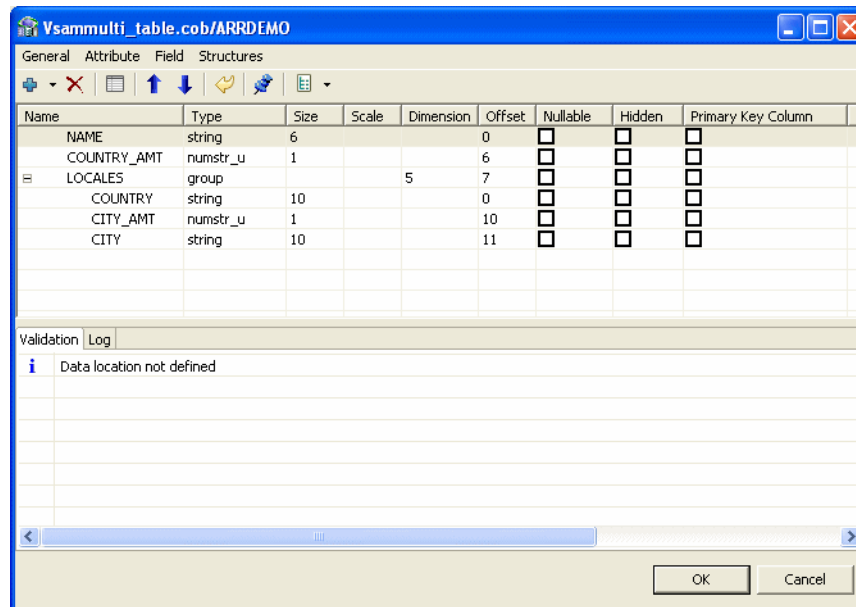 Vsammulti_table.cob/ARRDEMO
General Attribute Field Structures
Name Type Size Scale Dimension Offset Nullable Hidden Primary Key Column
NAME string 6 0
COUNTRY_AMT numstr_u 1 6
LOCALES group 5 7
COUNTRY string 10 0
CITY_AMT numstr_u 1 10
CITY string 10 11
Validation Log
i Data location not defined
OK Cancel